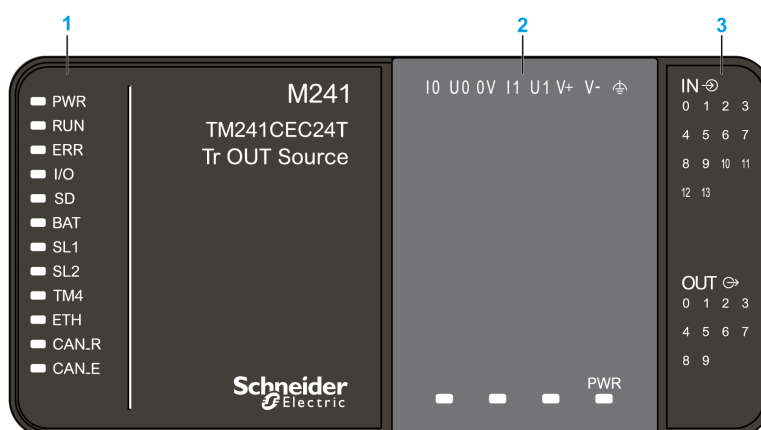 1
2
3
PWR
RUN
ERR
I/O
SD
BAT
SL1
SL2
TM4
ETH
CAN_R
CAN_E
M241
TM241CEC24T
Tr OUT Source
Schneider
Electric
I0 U0 0V I1 U1 V+ V-
PWR
IN
0 1 2 3
4 5 6 7
8 9 10 11
12 13
OUT
0 1 2 3
4 5 6 7
8 9